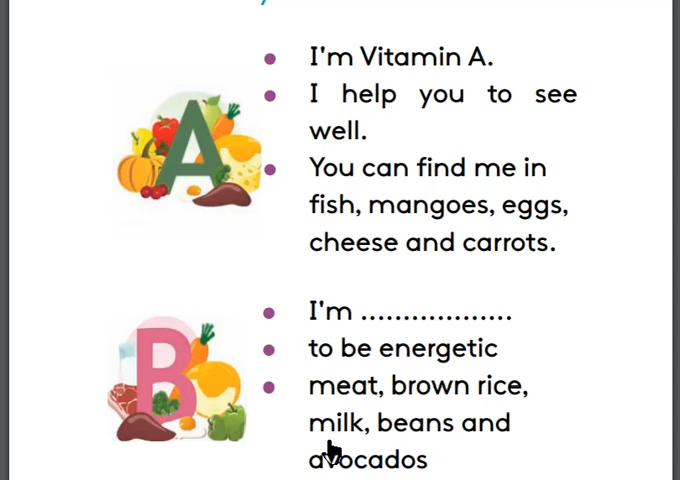 I'm Vitamin A.
I help you to see
well.
You can find me in
fish, mangoes, eggs,
cheese and carrots.
A
I'm ..................
to be energetic
meat, brown rice,
milk, beans and
avocados
B